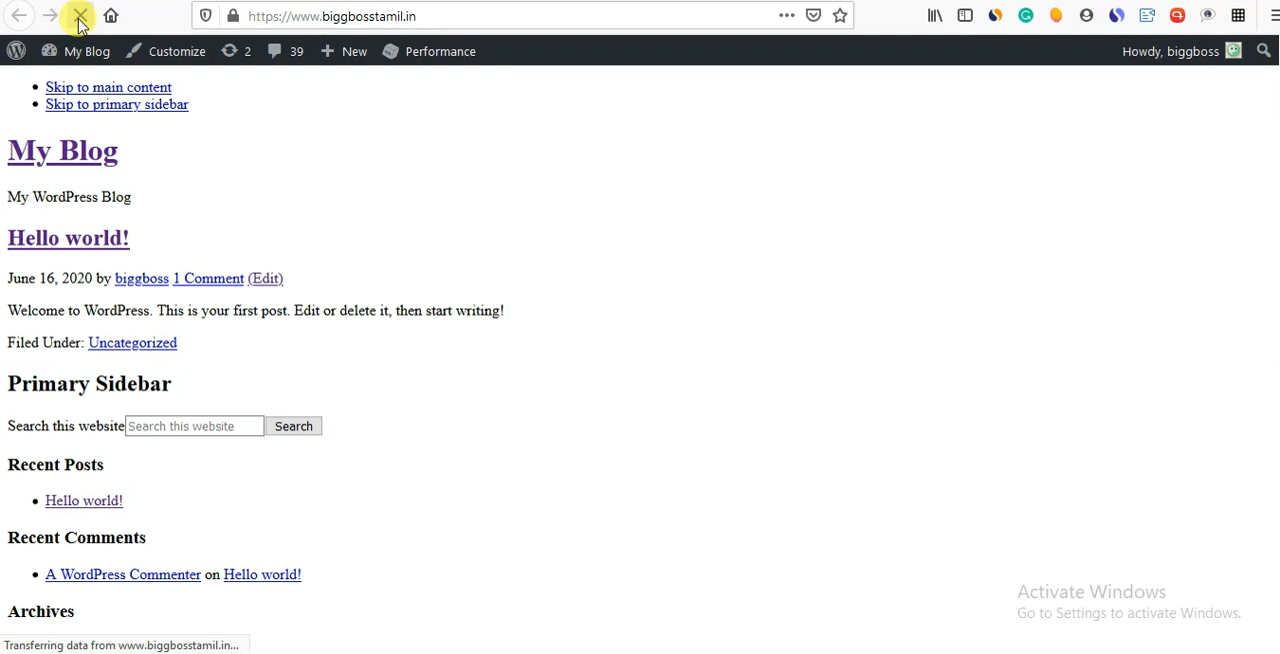 https://www.biggbosstamil.in
My Blog Customize 2 39 New Performance Howdy, biggboss
Skip to main content
Skip to primary sidebar
My Blog
My WordPress Blog
Hello world!
June 16, 2020 by biggboss 1 Comment (Edit)
Welcome to WordPress. This is your first post. Edit or delete it, then start writing!
Filed Under: Uncategorized
Primary Sidebar
Search this website Search this website Search
Recent Posts
Hello world!
Recent Comments
A WordPress Commenter on Hello world!
Activate Windows
Archives
Go to Settings to activate Windows.
Transferring data from www.biggbosstamil.in...